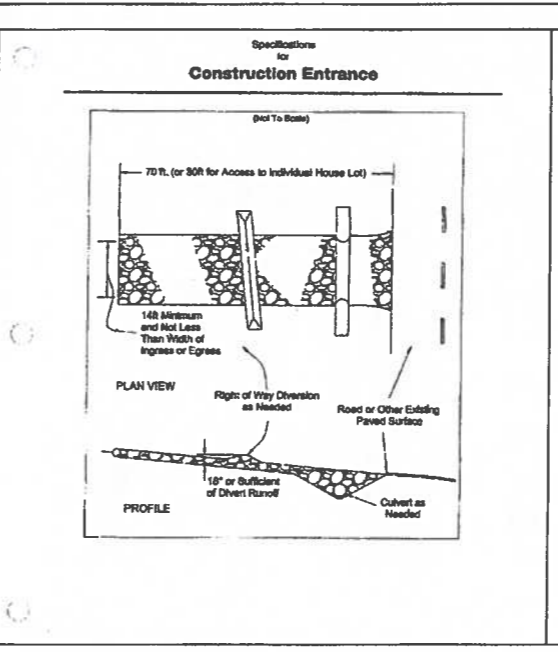 Specifications
for
Construction Entrance
(Not To Scale)
70 ft. (or 30ft for Access to Individual House Lot)
14ft Minimum
and Not Less
Than Width of
Ingress or Egress
PLAN VIEW
Right of Way Diversion
as Needed
Road or Other Existing
Paved Surface
18" or Sufficient
of Divert Runoff
Culvert as
Needed
PROFILE